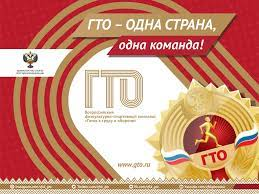 ГТО – ОДНА СТРАНА,
одна команда!
ГТО
Всероссийский
физкультурно-спортивный комплекс
«Готов к труду и обороне»
www.gto.ru
ГТО